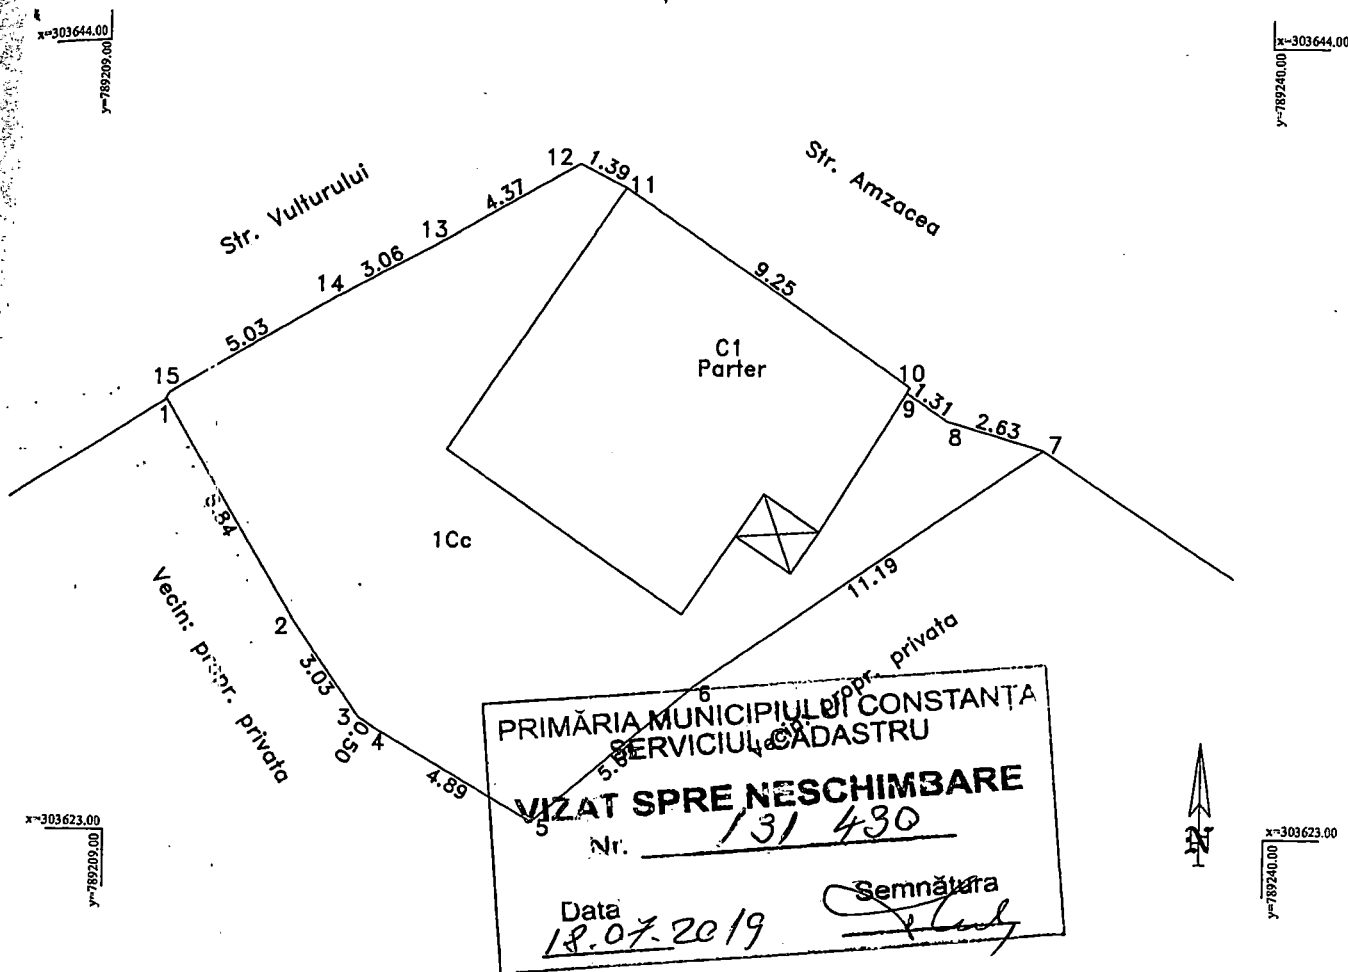 x=303644.00
y=789209.00
x=303644.00
y=789240.00
Str. Vulturului
Str. Amzacea
12
1.39
11
4.37
13
3.06
14
5.03
15
1
9.25
C1
Parter
10
9
1.31
8
2.63
7
1Cc
2
3.03
3
0.50
4
4.89
5
6
11.19
Vecin: propr. privata
propr. privata
PRIMĂRIA MUNICIPIULUI CONSTANȚA
SERVICIUL CADASTRU
VIZAT SPRE NESCHIMBARE
Nr. 131 430
Data
18.07.2019
Semnătura
N
x=303623.00
y=789209.00
x=303623.00
y=789240.00